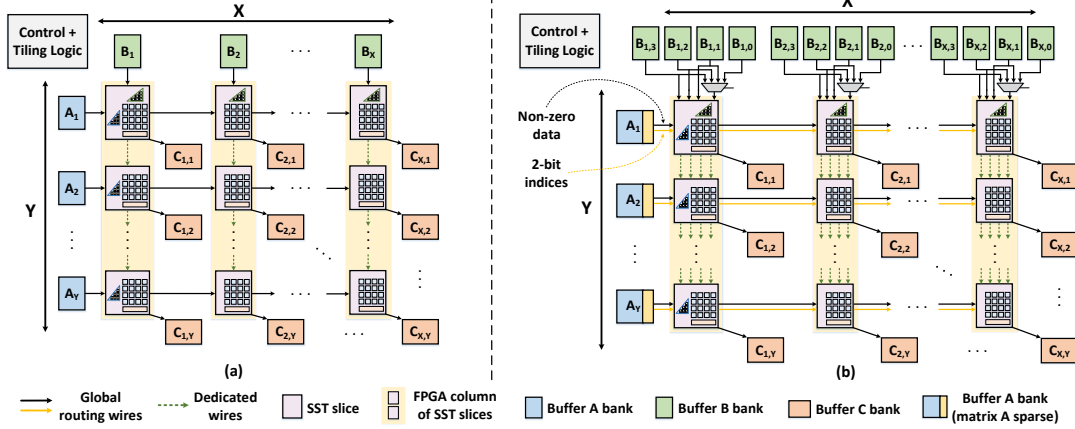 X
Control +
Tiling Logic
B1
B2
· · ·
BX
Y
A1
C1,1
C2,1
CX,1
A2
C1,2
C2,2
CX,2
AY
C1,Y
C2,Y
CX,Y
(a)
X
Control +
Tiling Logic
B1,3
B1,2
B1,1
B1,0
B2,3
B2,2
B2,1
B2,0
BX,3
BX,2
BX,1
BX,0
Y
Non-zero
data
2-bit
indices
A1
C1,1
C2,1
CX,1
A2
C1,2
C2,2
CX,2
AY
C1,Y
C2,Y
CX,Y
(b)
Global
routing wires
Dedicated
wires
SST slice
FPGA column
of SST slices
Buffer A bank
Buffer B bank
Buffer C bank
Buffer A bank
(matrix A sparse)